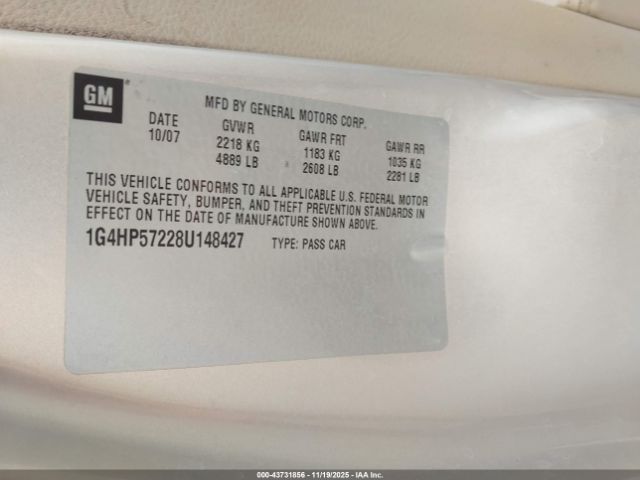 GM
MFD BY GENERAL MOTORS CORP.
DATE GVWR GAWR FRT GAWR RR
10/07 2218 KG 1183 KG 1035 KG
4889 LB 2608 LB 2281 LB
THIS VEHICLE CONFORMS TO ALL APPLICABLE U.S. FEDERAL MOTOR
VEHICLE SAFETY, BUMPER, AND THEFT PREVENTION STANDARDS IN
EFFECT ON THE DATE OF MANUFACTURE SHOWN ABOVE.
1G4HP57228U148427 TYPE: PASS CAR
000-43731856 - 11/19/2025 - IAA Inc.